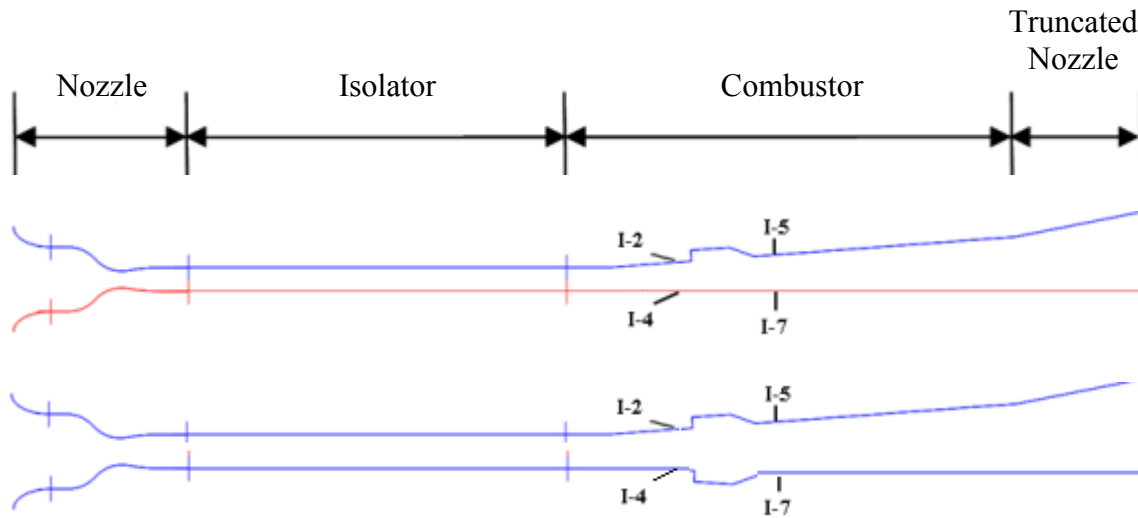 Truncated
Nozzle
Nozzle
Isolator
Combustor
I-2
I-5
I-4
I-7
I-2
I-5
I-4
I-7